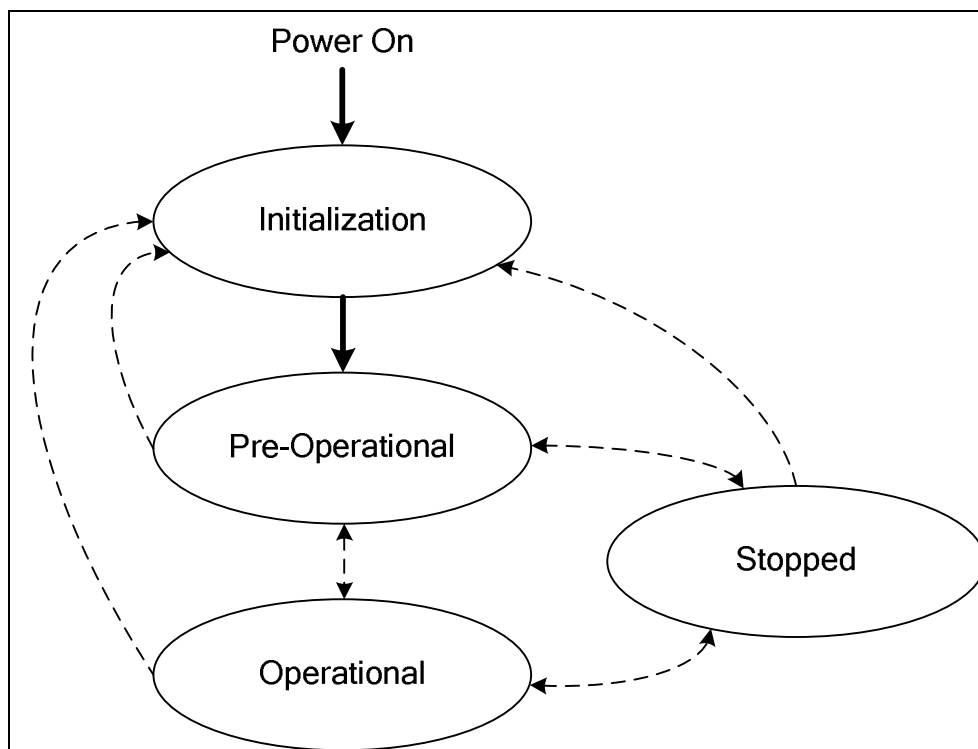 Power On
Initialization
Pre-Operational
Stopped
Operational